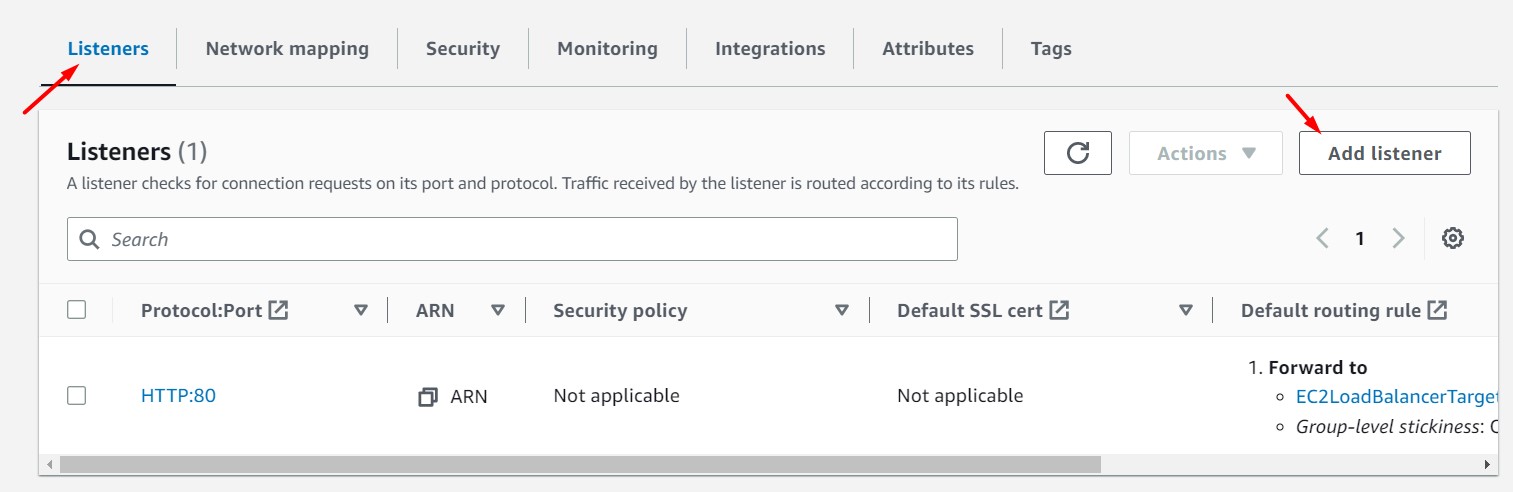 Listeners Network mapping Security Monitoring Integrations Attributes Tags
Listeners (1)
Actions Add listener
A listener checks for connection requests on its port and protocol. Traffic received by the listener is routed according to its rules.
Search
1
Protocol:Port ARN Security policy Default SSL cert Default routing rule
1. Forward to
HTTP:80 ARN Not applicable Not applicable
EC2LoadBalancerTarget
Group-level stickiness: